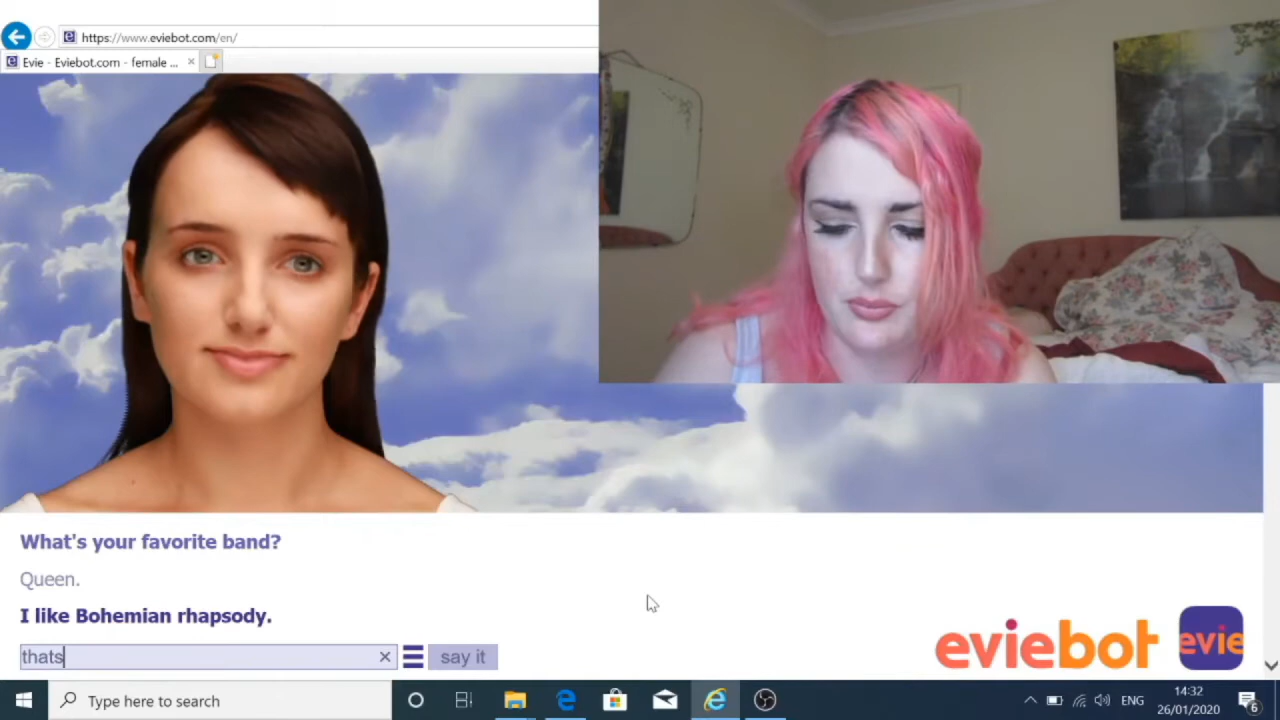 https://www.eviebot.com/en/
Evie - Eviebot.com - female ...
What's your favorite band?
Queen.
I like Bohemian rhapsody.
thats
say it
eviebot
evie
Type here to search
ENG
14:32
26/01/2020
6